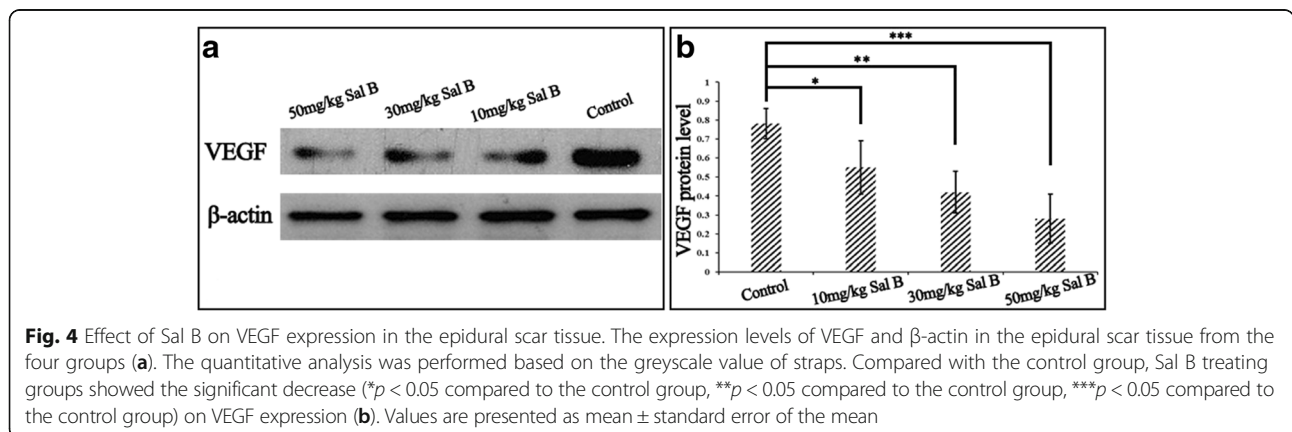 a
50mg/kg Sal B
30mg/kg Sal B
10mg/kg Sal B
Control
VEGF
β-actin
b
***
**
*
VEGF protein level
1
0.9
0.8
0.7
0.6
0.5
0.4
0.3
0.2
0.1
0
Control
10mg/kg Sal B
30mg/kg Sal B
50mg/kg Sal B
Fig. 4 Effect of Sal B on VEGF expression in the epidural scar tissue. The expression levels of VEGF and β-actin in the epidural scar tissue from the
four groups (a). The quantitative analysis was performed based on the greyscale value of straps. Compared with the control group, Sal B treating
groups showed the significant decrease (*p < 0.05 compared to the control group, **p < 0.05 compared to the control group, ***p < 0.05 compared to
the control group) on VEGF expression (b). Values are presented as mean ± standard error of the mean